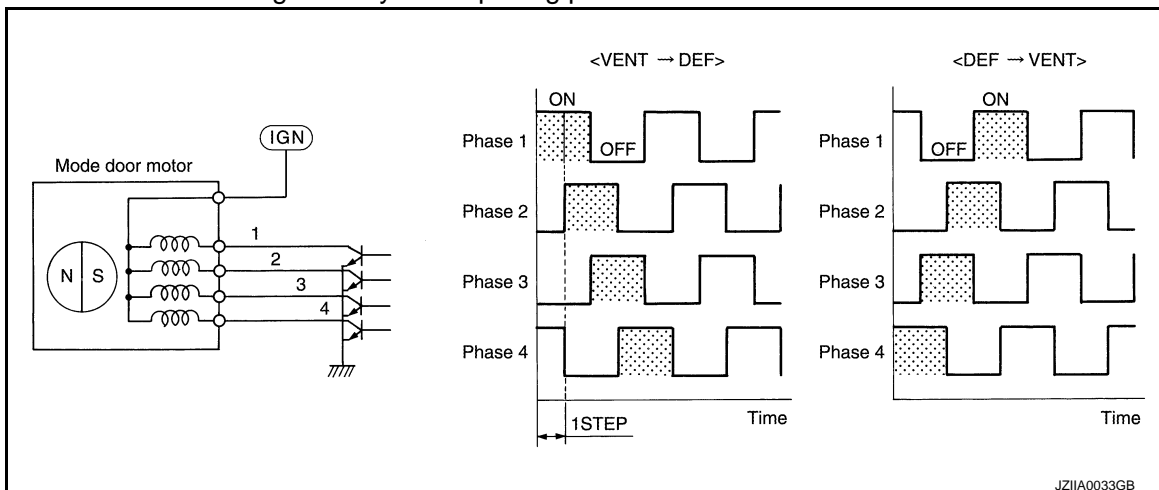 <VENT → DEF>
<DEF → VENT>
IGN
Mode door motor
N S
1
2
3
4
ON
OFF
Phase 1
Phase 2
Phase 3
Phase 4
1STEP
Time
ON
OFF
Phase 1
Phase 2
Phase 3
Phase 4
Time
JZIIA0033GB